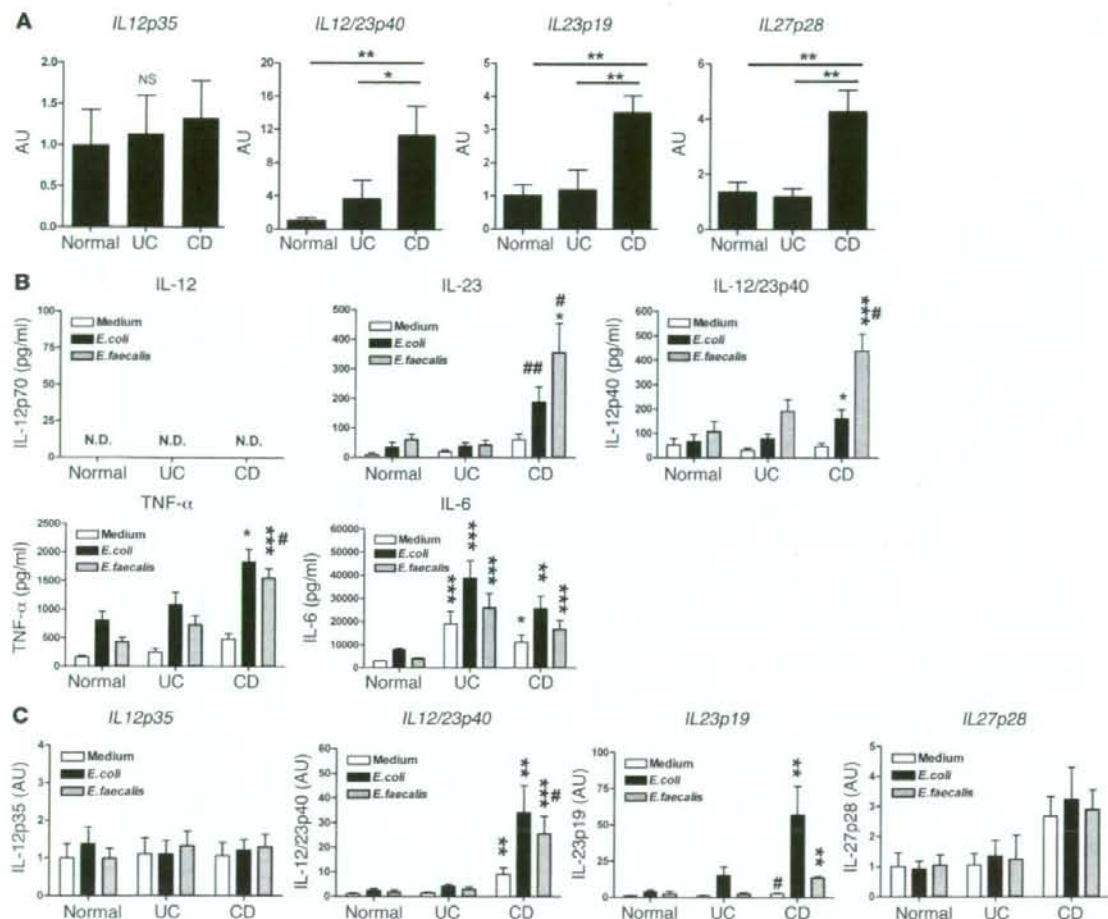 A
IL12p35
IL12/23p40
IL23p19
IL27p28
AU
2.0
1.5
1.0
0.5
0.0
NS
Normal UC CD
AU
20
16
12
8
4
0
**
*
Normal UC CD
AU
5
4
3
2
1
0
**
**
Normal UC CD
AU
6
4
2
0
**
**
Normal UC CD
B
IL-12
IL-12p70 (pg/ml)
100
75
50
25
0
Medium
E.coli
E.faecalis
N.D. N.D. N.D.
Normal UC CD
IL-23
IL-23 (pg/ml)
500
400
300
200
100
0
Medium
E.coli
E.faecalis
##
#
*
Normal UC CD
IL-12/23p40
IL-12p40 (pg/ml)
600
500
400
300
200
100
0
Medium
E.coli
E.faecalis
*
***#
Normal UC CD
TNF-α
TNF-α (pg/ml)
2500
2000
1500
1000
500
0
Medium
E.coli
E.faecalis
*
***#
Normal UC CD
IL-6
IL-6 (pg/ml)
60000
50000
40000
30000
20000
10000
0
Medium
E.coli
E.faecalis
***
***
***
*
**
***
Normal UC CD
C
IL12p35
IL-12p35 (AU)
4
3
2
1
0
Medium
E.coli
E.faecalis
Normal UC CD
IL12/23p40
IL-12/23p40 (AU)
60
50
40
30
20
10
0
Medium
E.coli
E.faecalis
**
**
***#
Normal UC CD
IL23p19
IL-23p19 (AU)
100
75
50
25
0
Medium
E.coli
E.faecalis
#
**
**
Normal UC CD
IL27p28
IL-27p28 (AU)
5
4
3
2
1
0
Medium
E.coli
E.faecalis
Normal UC CD